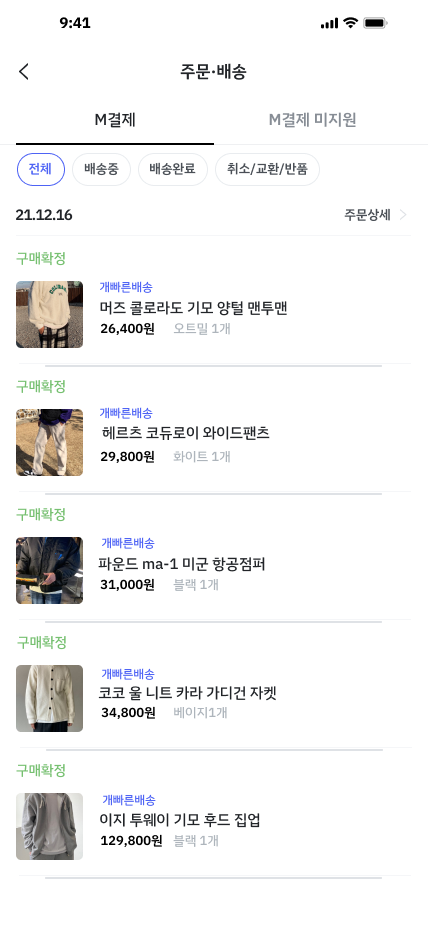 9:41
주문·배송
M결제
M결제 미지원
전체
배송중
배송완료
취소/교환/반품
21.12.16
주문상세
구매확정
개빠른배송
머즈 콜로라도 기모 양털 맨투맨
26,400원 오트밀 1개
구매확정
개빠른배송
헤르츠 코듀로이 와이드팬츠
29,800원 화이트 1개
구매확정
개빠른배송
파운드 ma-1 미군 항공점퍼
31,000원 블랙 1개
구매확정
개빠른배송
코코 울 니트 카라 가디건 자켓
34,800원 베이지1개
구매확정
개빠른배송
이지 투웨이 기모 후드 집업
129,800원 블랙 1개